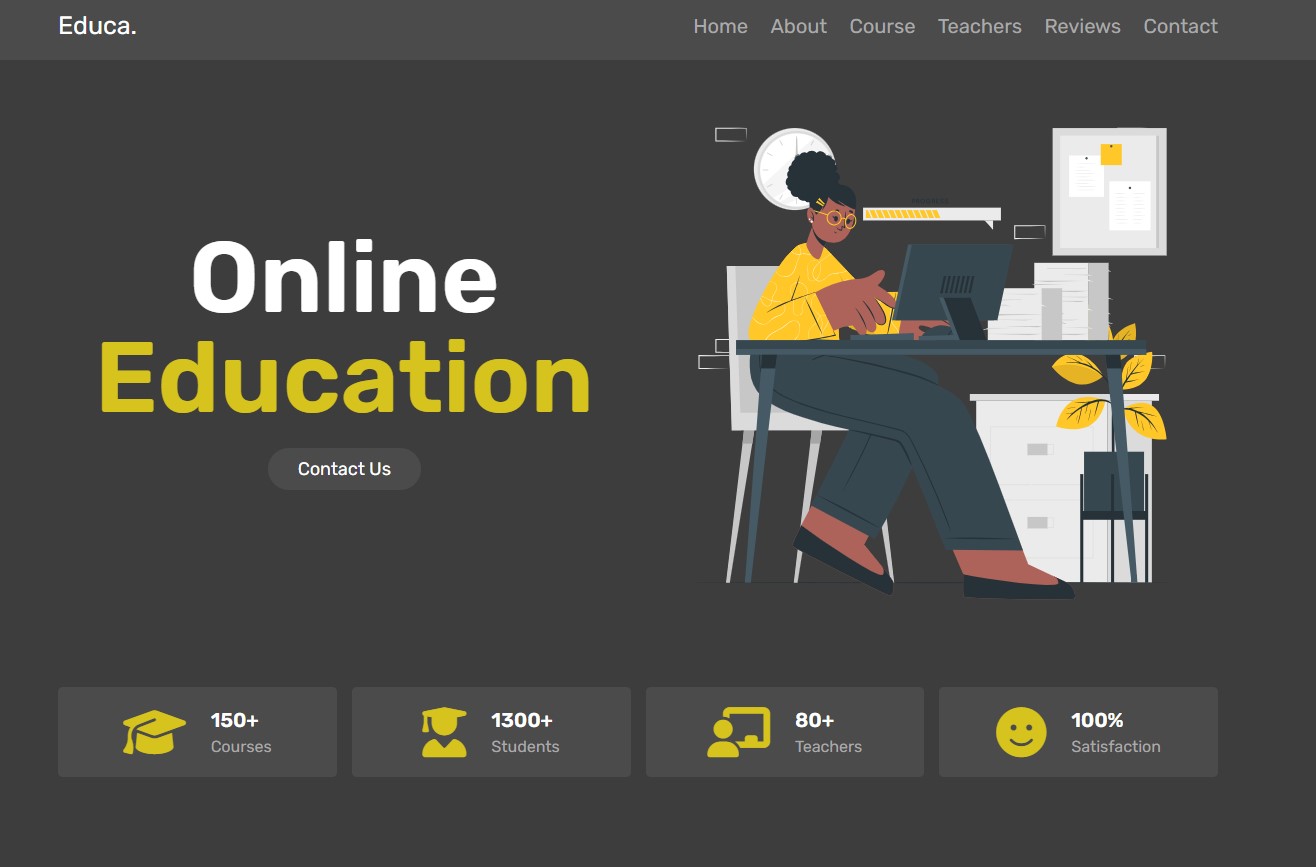 Educa.
Home About Course Teachers Reviews Contact
Online
Education
Contact Us
150+
Courses
1300+
Students
80+
Teachers
100%
Satisfaction